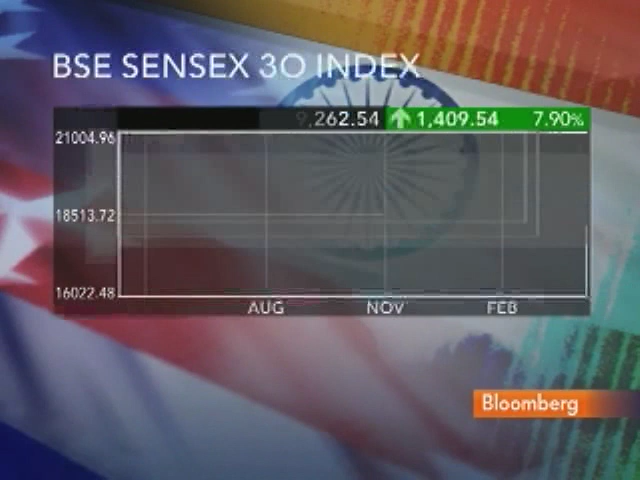 BSE SENSEX 30 INDEX
9,262.54 1,409.54 7.90%
21004.96
18513.72
16022.48
AUG NOV FEB
Bloomberg